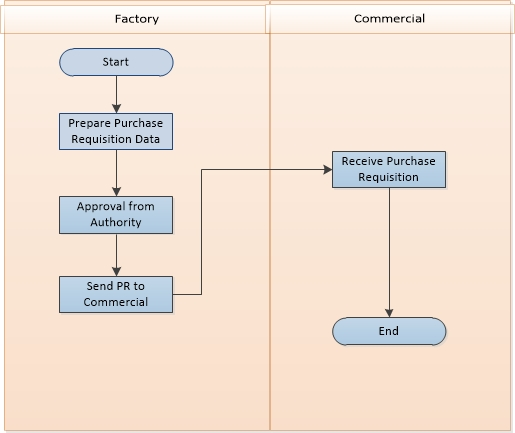 Factory
Commercial
Start
Prepare Purchase
Requisition Data
Approval from
Authority
Send PR to
Commercial
Receive Purchase
Requisition
End